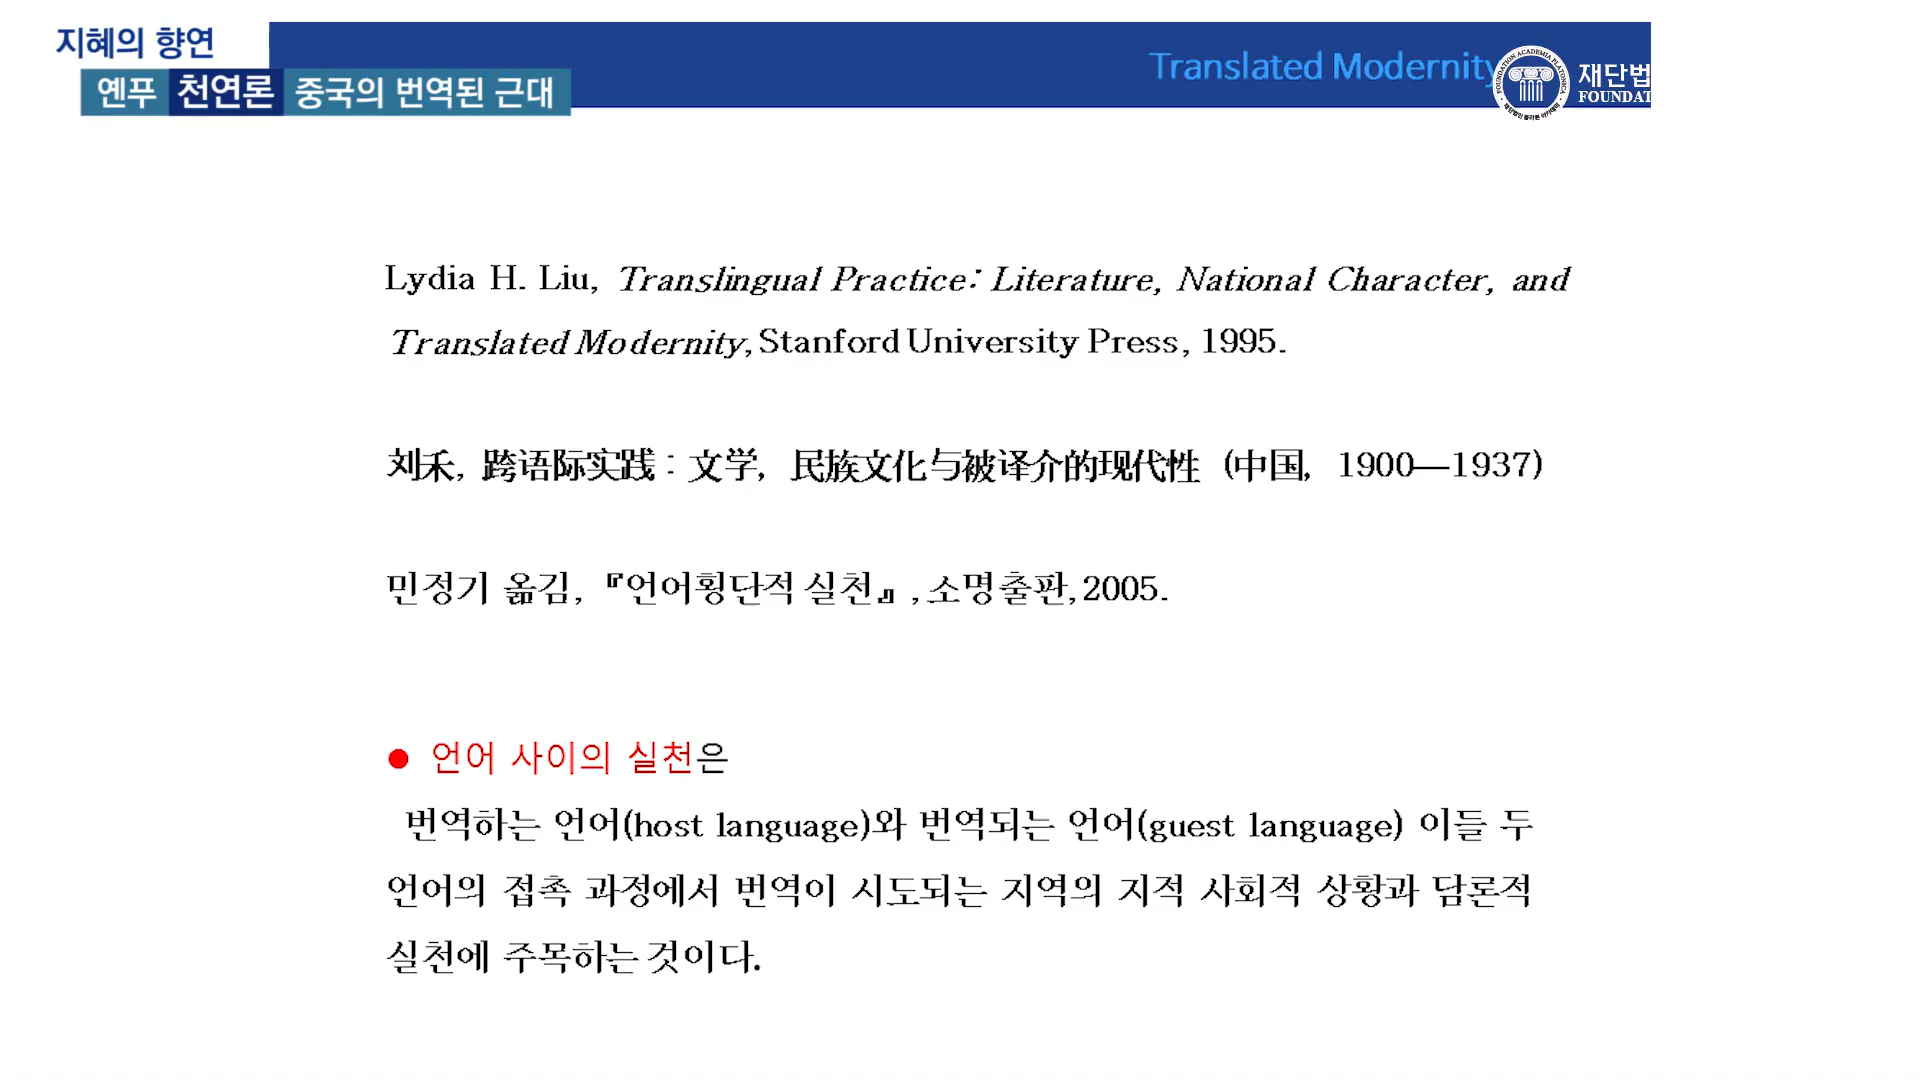 지혜의 향연
옌푸 천연론 중국의 번역된 근대
Translated Modernity
FOUNDATION ACADEMIA PLATONICA
재단법
FOUNDAT
Lydia H. Liu, Translingual Practice: Literature, National Character, and
Translated Modernity, Stanford University Press, 1995.
刘禾, 跨语际实践 : 文学, 民族文化与被译介的现代性 (中国, 1900—1937)
민정기 옮김, 『언어횡단적 실천』, 소명출판, 2005.
● 언어 사이의 실천은
번역하는 언어(host language)와 번역되는 언어(guest language) 이들 두
언어의 접촉 과정에서 번역이 시도되는 지역의 지적 사회적 상황과 담론적
실천에 주목하는 것이다.